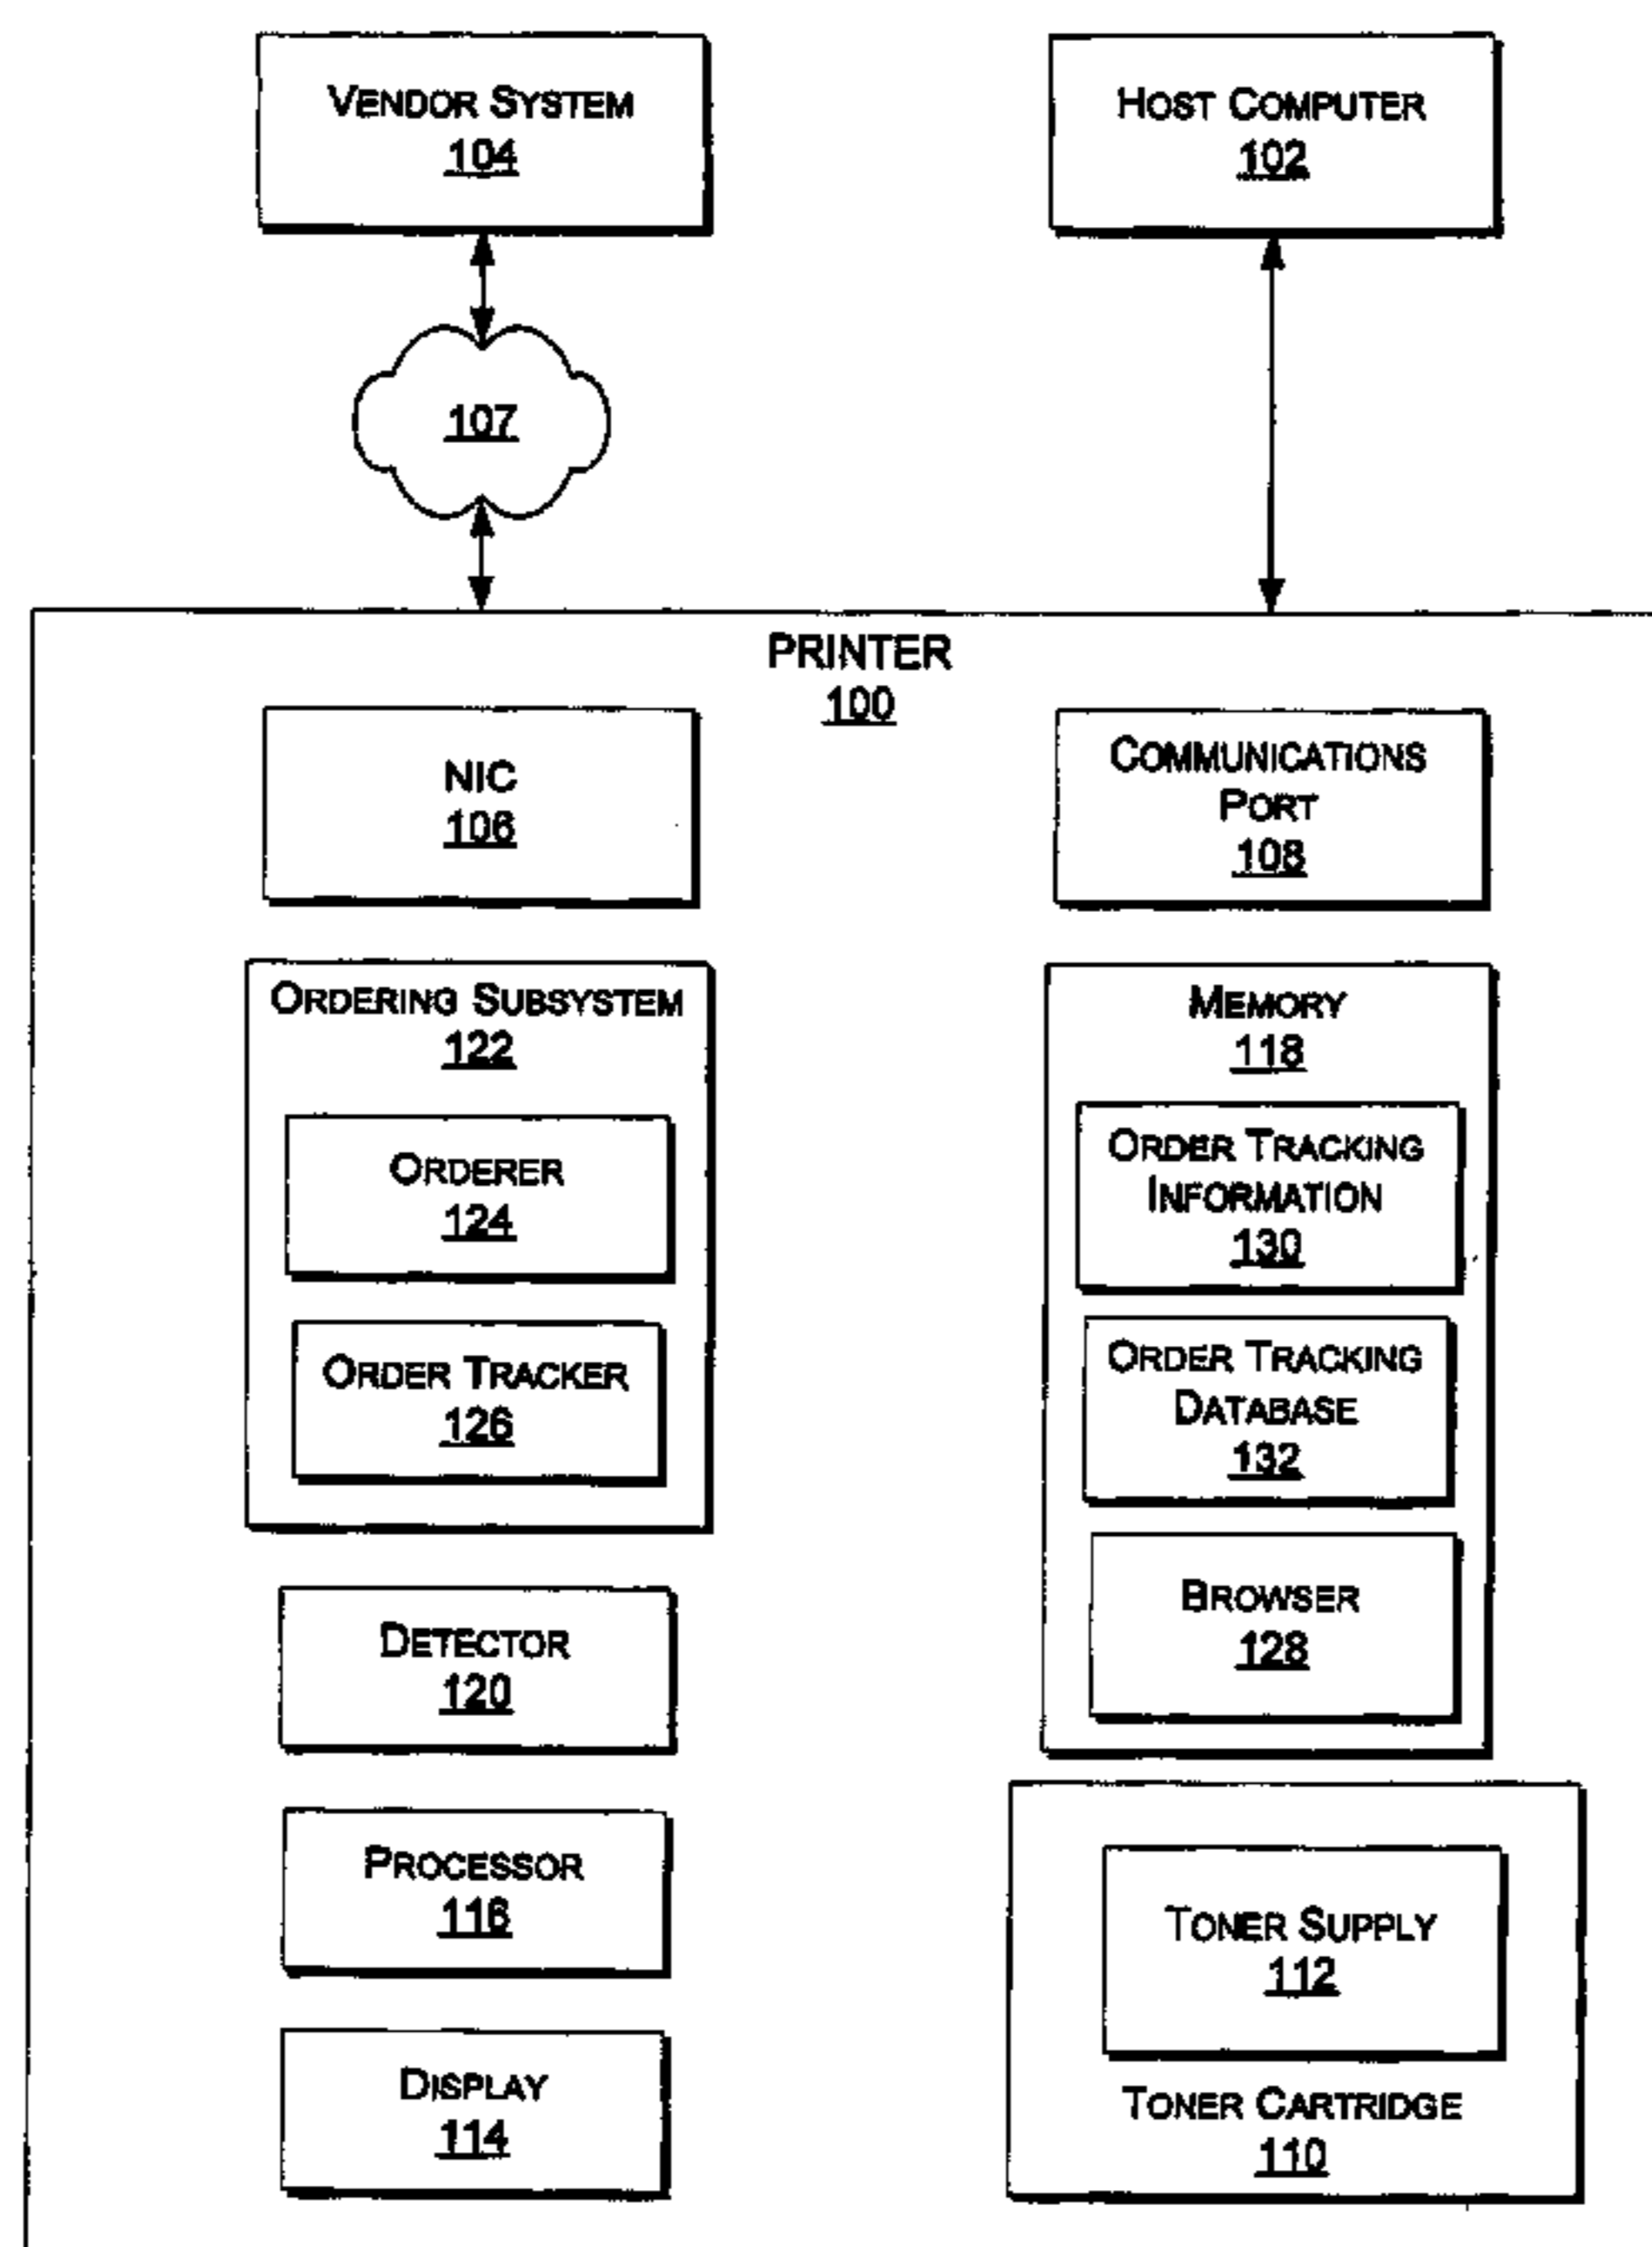 VENDOR SYSTEM
104
HOST COMPUTER
102
107
PRINTER
100
NIC
106
COMMUNICATIONS
PORT
108
ORDERING SUBSYSTEM
122
ORDERER
124
ORDER TRACKER
126
MEMORY
118
ORDER TRACKING
INFORMATION
130
ORDER TRACKING
DATABASE
132
BROWSER
128
DETECTOR
120
PROCESSOR
116
DISPLAY
114
TONER SUPPLY
112
TONER CARTRIDGE
110